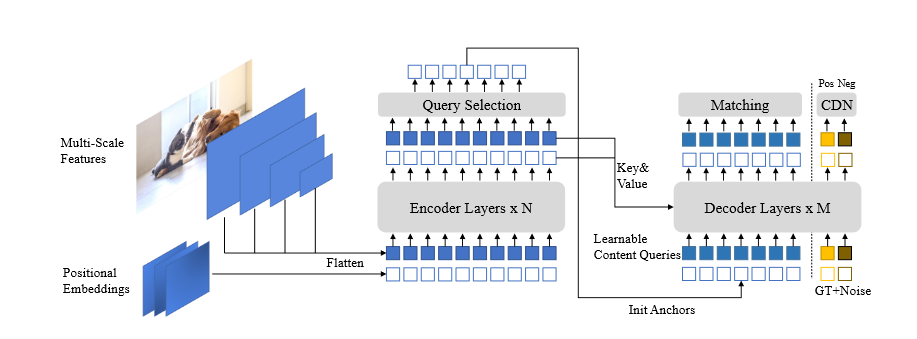 Multi-Scale
Features
Positional
Embeddings
Flatten
Query Selection
Encoder Layers x N
Key&
Value
Learnable
Content Queries
Init Anchors
Matching
Decoder Layers x M
Pos Neg
CDN
GT+Noise